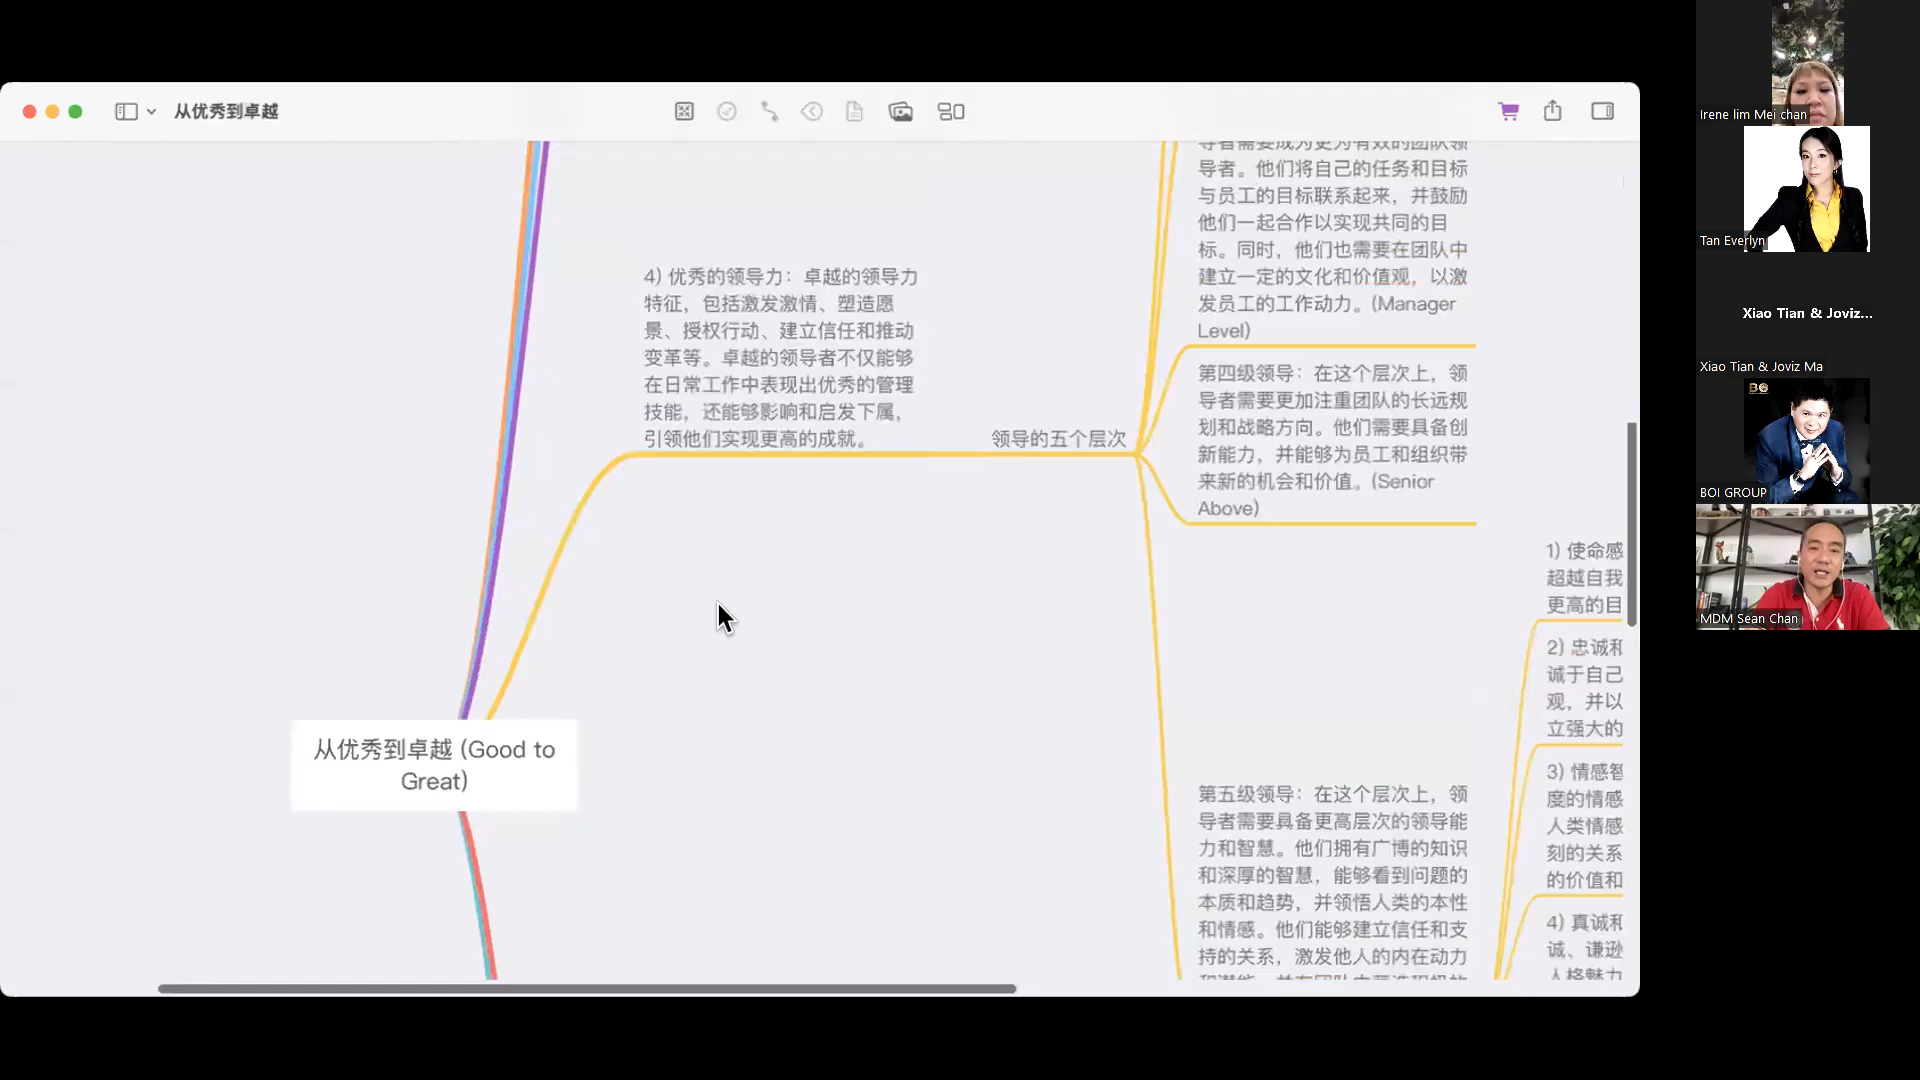 从优秀到卓越
导者需要成为更为有效的团队领
导者。他们将自己的任务和目标
与员工的目标联系起来，并鼓励
他们一起合作以实现共同的目
标。同时，他们也需要在团队中
建立一定的文化和价值观，以激
发员工的工作动力。(Manager
Level)
4) 优秀的领导力：卓越的领导力
特征，包括激发激情、塑造愿
景、授权行动、建立信任和推动
变革等。卓越的领导者不仅能够
在日常工作中表现出优秀的管理
技能，还能够影响和启发下属，
引领他们实现更高的成就。
领导的五个层次
第四级领导：在这个层次上，领
导者需要更加注重团队的长远规
划和战略方向。他们需要具备创
新能力，并能够为员工和组织带
来新的机会和价值。(Senior
Above)
从优秀到卓越 (Good to
Great)
第五级领导：在这个层次上，领
导者需要具备更高层次的领导能
力和智慧。他们拥有广博的知识
和深厚的智慧，能够看到问题的
本质和趋势，并领悟人类的本性
和情感。他们能够建立信任和支
持的关系，激发他人的内在动力
1) 使命感
超越自我
更高的目
2) 忠诚和
诚于自己
观，并以
立强大的
3) 情感智
度的情感
人类情感
刻的关系
的价值和
4) 真诚和
诚、谦逊
人格魅力
Irene lim Mei chan
Tan Everlyn
Xiao Tian & Joviz...
Xiao Tian & Joviz Ma
BOI GROUP
MDM Sean Chan